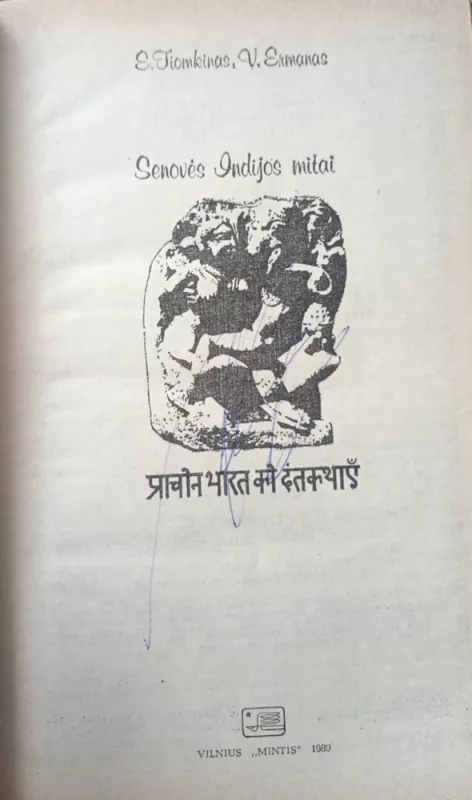 E. Tiomkinas, V. Ermanas
Senovės Indijos mitai
प्राचीन भारत की दंतकथाएँ
VILNIUS „MINTIS" 1989